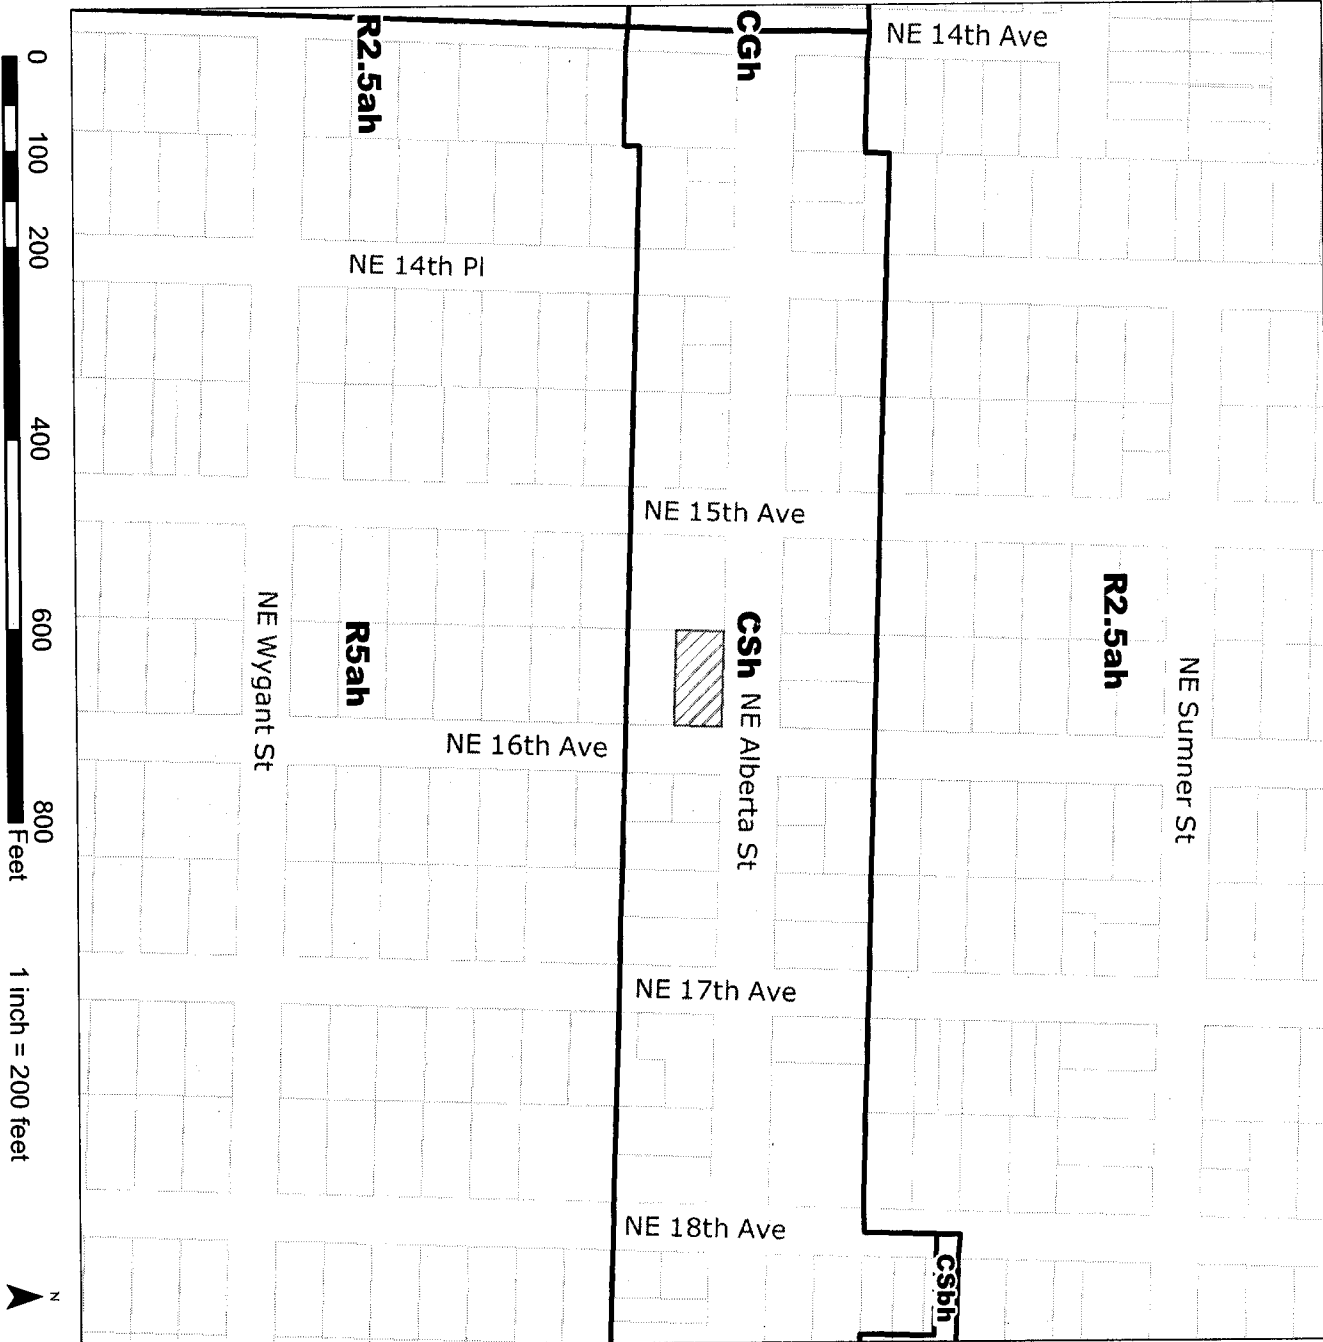 NE 14th Ave
CGh
R2.5ah
NE 14th Pl
NE 15th Ave
R2.5ah
NE Sumner St
CSh
NE Alberta St
R5ah
NE Wygant St
NE 16th Ave
NE 17th Ave
NE 18th Ave
CSbh
0
100
200
400
600
800
Feet
1 inch = 200 feet
N